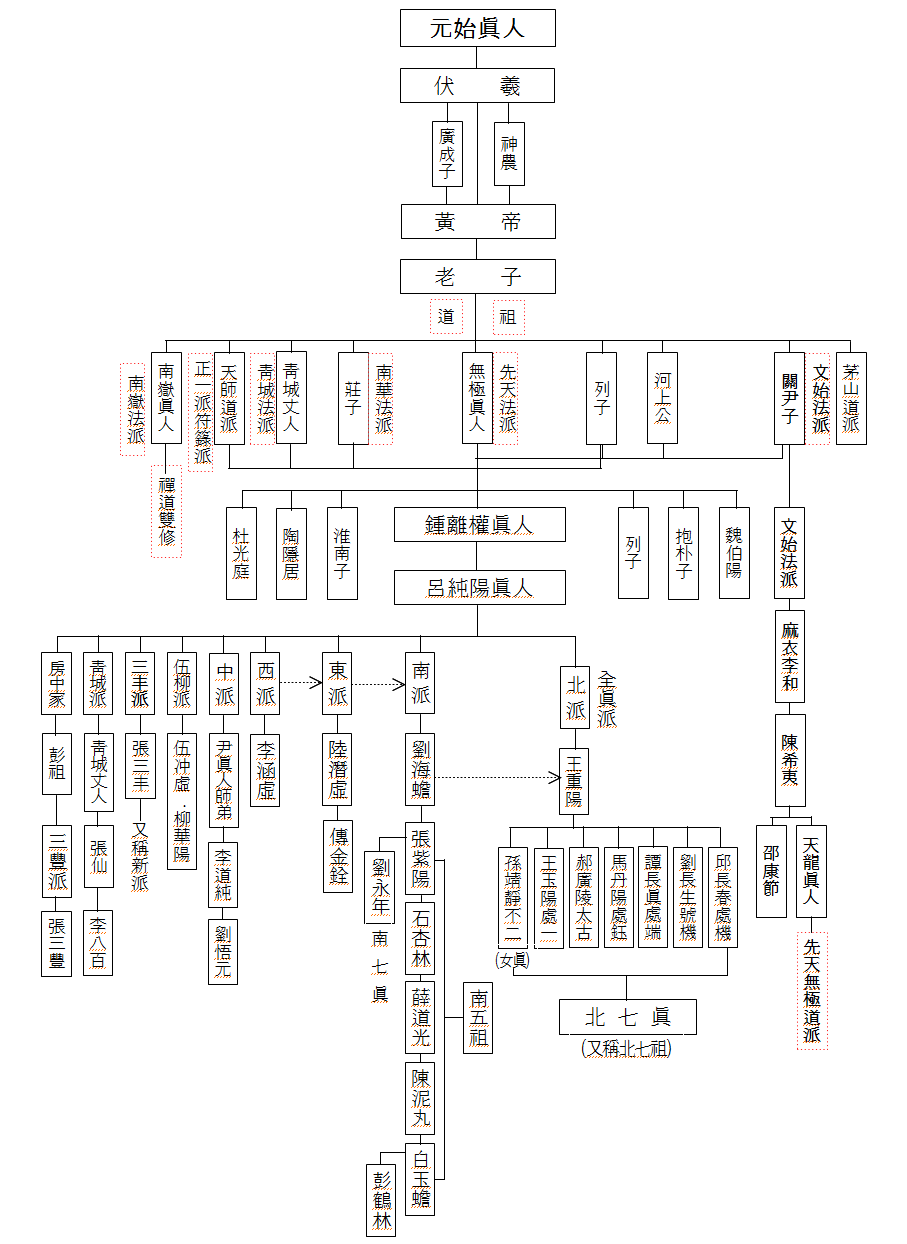 元始眞人
伏羲
廣成子
神農
黃帝
老子
道祖
南嶽法派
南嶽眞人
正一派符籙派
天師道派
靑城法派
靑城丈人
莊子
南華法派
無極眞人
先天法派
列子
河上公
關尹子
文始法派
茅山道派
禪道雙修
杜光庭
陶隱居
淮南子
鍾離權眞人
列子
抱朴子
魏伯陽
文始法派
呂純陽眞人
麻衣李和
陳希夷
邵康節
天龍眞人
先天無極道派
房中家
靑城派
三丰派
伍柳派
中派
西派
東派
南派
北派
全眞派
彭祖
靑城丈人
張三丰
伍冲虛．柳華陽
尹眞人師弟
李涵虛
陸潛虛
劉海蟾
王重陽
三豐派
張仙
又稱新派
李道純
傳金銓
張紫陽
劉永年
南七眞
孫靖靜不二
(女眞)
王玉陽處一
郝廣陵太古
馬丹陽處鈺
譚長眞處端
劉長生號機
邱長春處機
張三豐
李八百
劉悟元
石杏林
薛道光
南五祖
北七眞
(又稱北七祖)
陳泥丸
白玉蟾
彭鶴林